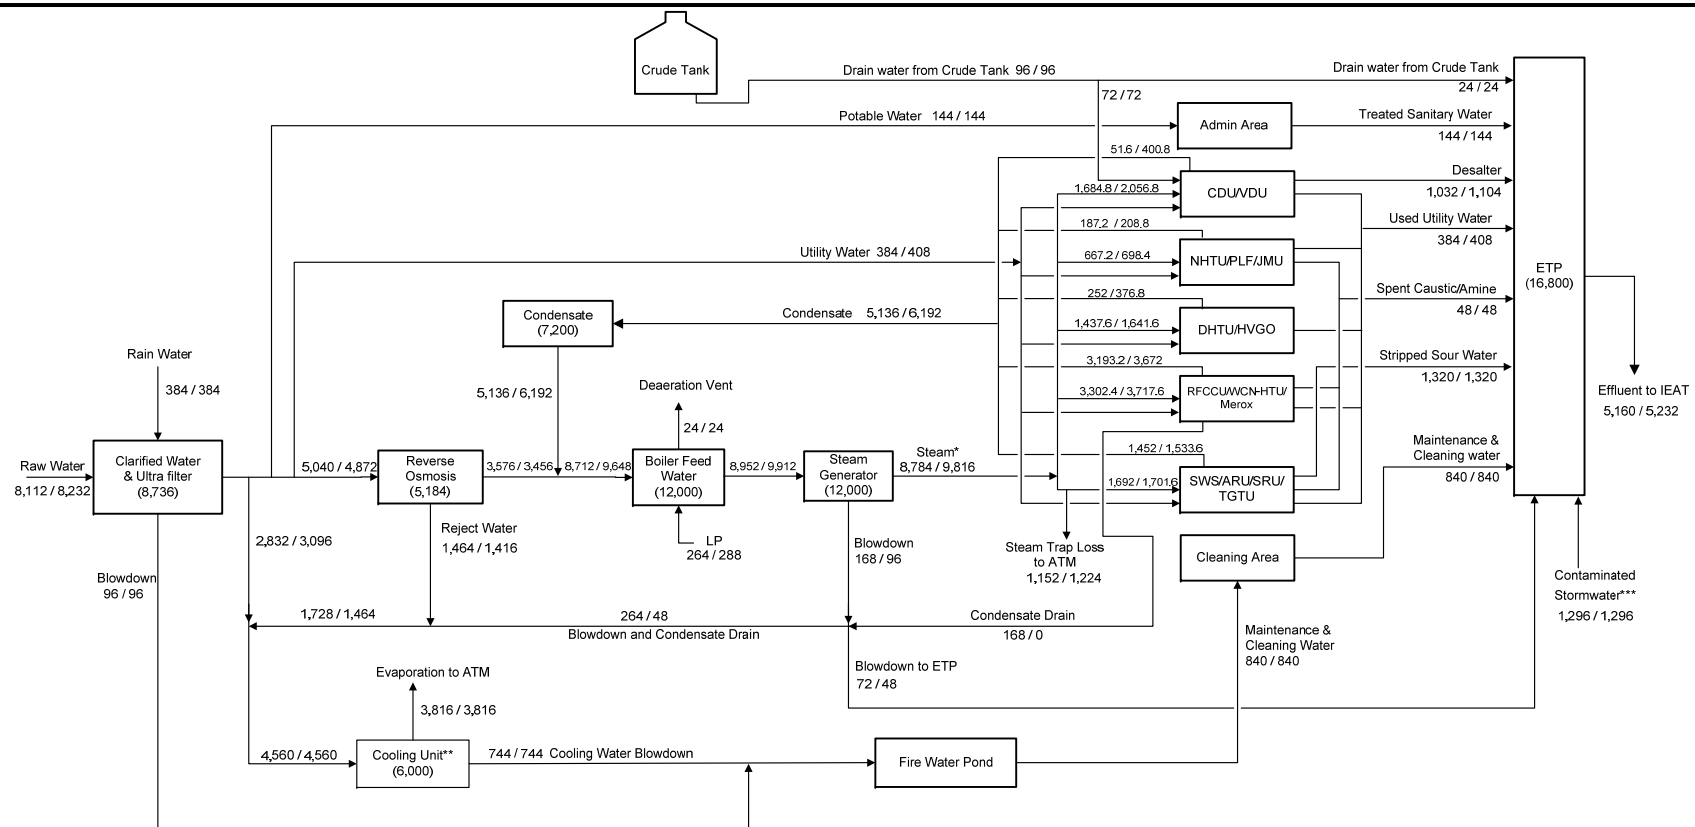 Crude Tank
Drain water from Crude Tank 96 / 96
Drain water from Crude Tank
24 / 24
72 / 72
Potable Water 144 / 144
Admin Area
Treated Sanitary Water
144 / 144
51.6 / 400.8
CDU/VDU
1,684.8 / 2,056.8
Desalter
1,032 / 1,104
Used Utility Water
384 / 408
187.2 / 208.8
Utility Water 384 / 408
667.2 / 698.4
NHTU/PLF/JMU
ETP
(16,800)
Spent Caustic/Amine
48 / 48
252 / 376.8
Condensate
(7,200)
Condensate 5,136 / 6,192
1,437.6 / 1,641.6
DHTU/HVGO
Stripped Sour Water
1,320 / 1,320
Rain Water
384 / 384
3,193.2 / 3,672
5,136 / 6,192
Deaeration Vent
24 / 24
3,302.4 / 3,717.6
RFCCU/WCN-HTU/
Merox
Effluent to IEAT
5,160 / 5,232
Raw Water
8,112 / 8,232
Clarified Water
& Ultra filter
(8,736)
5,040 / 4,872
Reverse
Osmosis
(5,184)
3,576 / 3,456
8,712 / 9,648
Boiler Feed
Water
(12,000)
8,952 / 9,912
Steam
Generator
(12,000)
Steam*
8,784 / 9,816
1,452 / 1,533.6
1,692 / 1,701.6
SWS/ARU/SRU/
TGTU
Maintenance &
Cleaning water
840 / 840
2,832 / 3,096
Reject Water
1,464 / 1,416
LP
264 / 288
Blowdown
168 / 96
Steam Trap Loss
to ATM
1,152 / 1,224
Cleaning Area
Blowdown
96 / 96
Contaminated
Stormwater***
1,296 / 1,296
1,728 / 1,464
264 / 48
Blowdown and Condensate Drain
Condensate Drain
168 / 0
Maintenance &
Cleaning Water
840 / 840
Blowdown to ETP
72 / 48
Evaporation to ATM
3,816 / 3,816
4,560 / 4,560
Cooling Unit**
(6,000)
744 / 744 Cooling Water Blowdown
Fire Water Pond